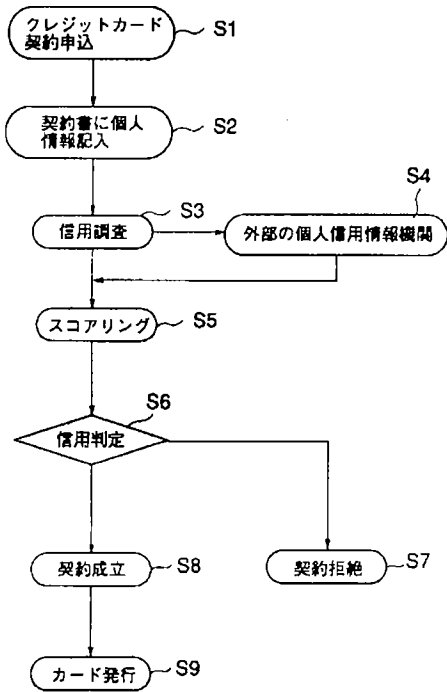 クレジットカード
契約申込
S1
契約書に個人
情報記入
S2
信用調査
S3
外部の個人信用情報機関
S4
スコアリング
S5
信用判定
S6
契約拒絶
S7
契約成立
S8
カード発行
S9